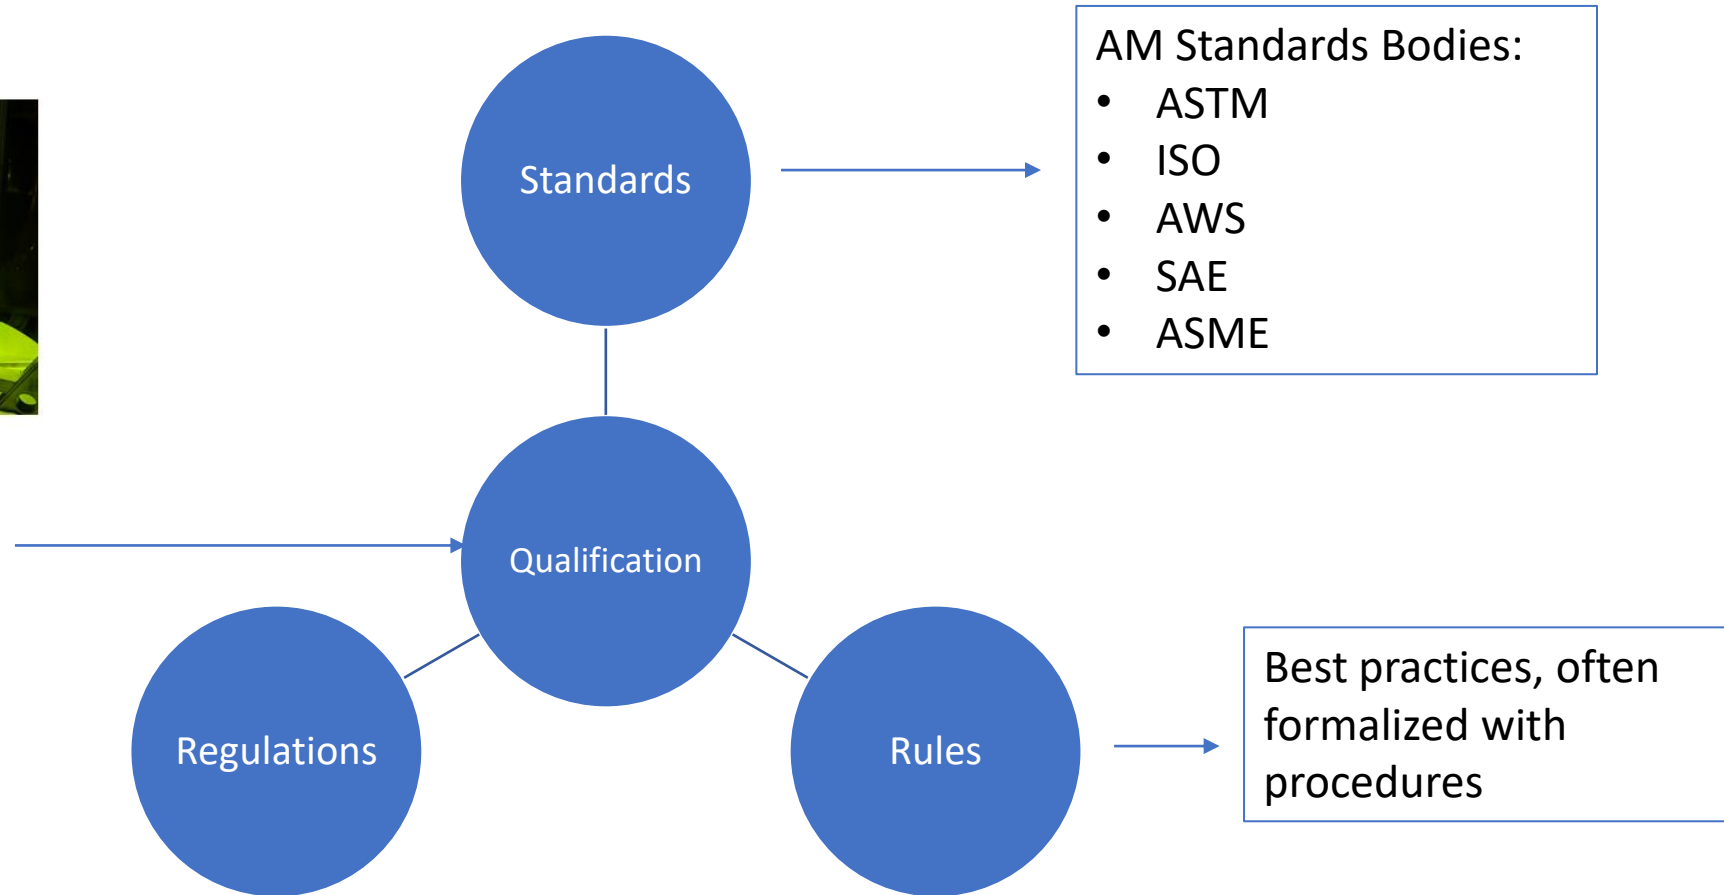 AM Standards Bodies:
• ASTM
• ISO
• AWS
• SAE
• ASME
Standards
Qualification
Regulations
Rules
Best practices, often
formalized with
procedures